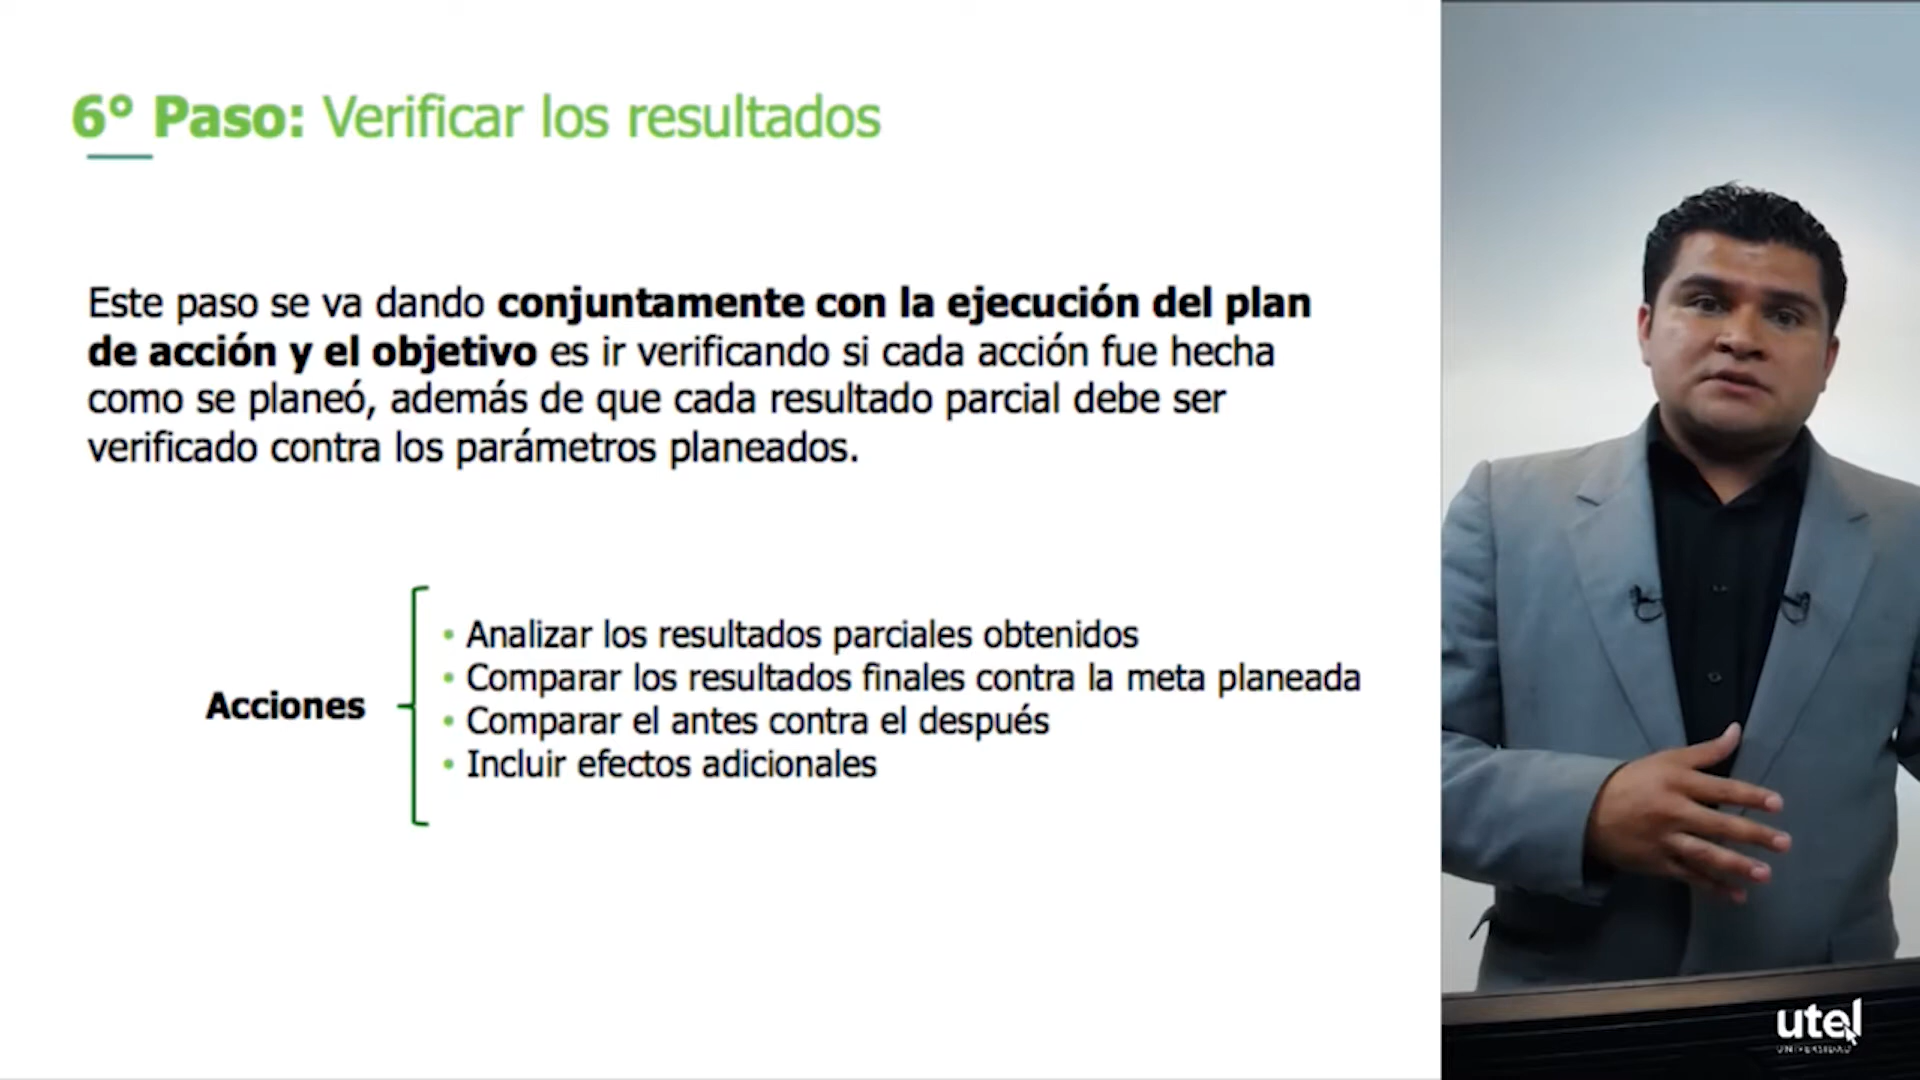 6° Paso: Verificar los resultados
Este paso se va dando conjuntamente con la ejecución del plan
de acción y el objetivo es ir verificando si cada acción fue hecha
como se planeó, además de que cada resultado parcial debe ser
verificado contra los parámetros planeados.
Acciones
• Analizar los resultados parciales obtenidos
• Comparar los resultados finales contra la meta planeada
• Comparar el antes contra el después
• Incluir efectos adicionales
utel
UNIVERSIDAD